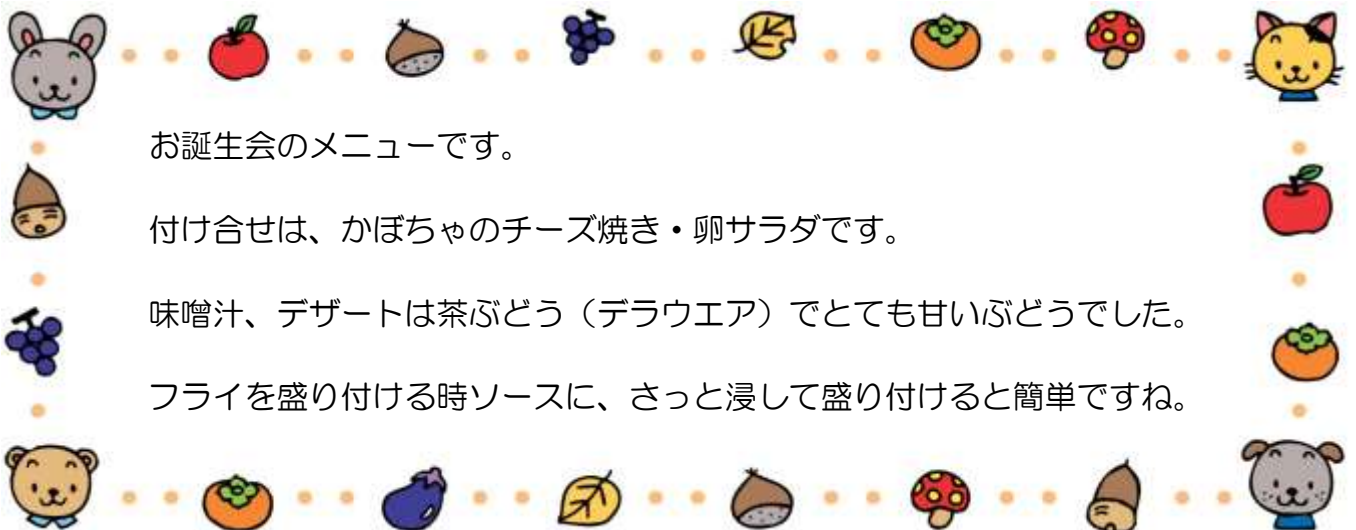 お誕生会のメニューです。
付け合せは、かぼちゃのチーズ焼き・卵サラダです。
味噌汁、デザートは茶ぶどう（デラウエア）でとても甘いぶどうでした。
フライを盛り付ける時ソースに、さっと浸して盛り付けると簡単ですね。